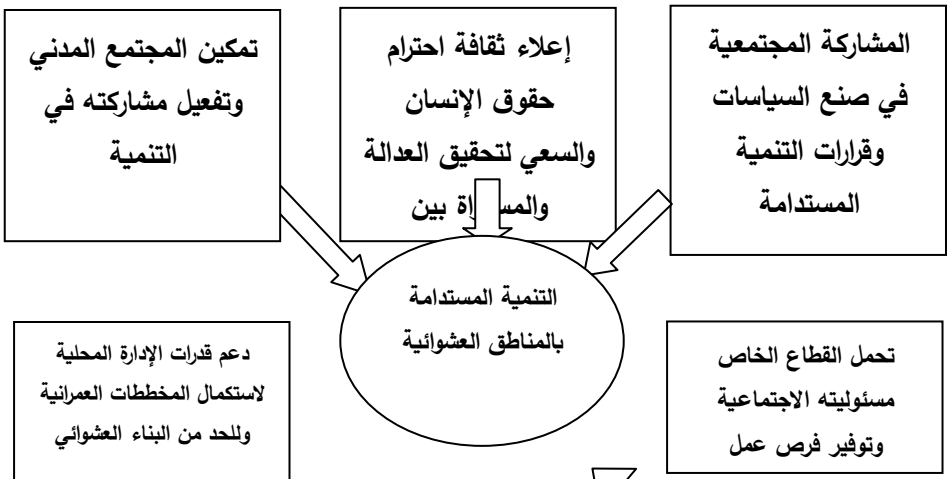 المشاركة المجتمعية
في صنع السياسات
وقرارات التنمية
المستدامة
إعلاء ثقافة احترام
حقوق الإنسان
والسعي لتحقيق العدالة
بين
تمكين المجتمع المدني
وتفعيل مشاركته في
التنمية
التنمية المستدامة
بالمناطق العشوائية
تحمل القطاع الخاص
مسئوليته الاجتماعية
وتوفير فرص عمل
دعم قدرات الإدارة المحلية
لاستكمال المخططات العمرانية
وللحد من البناء العشوائي